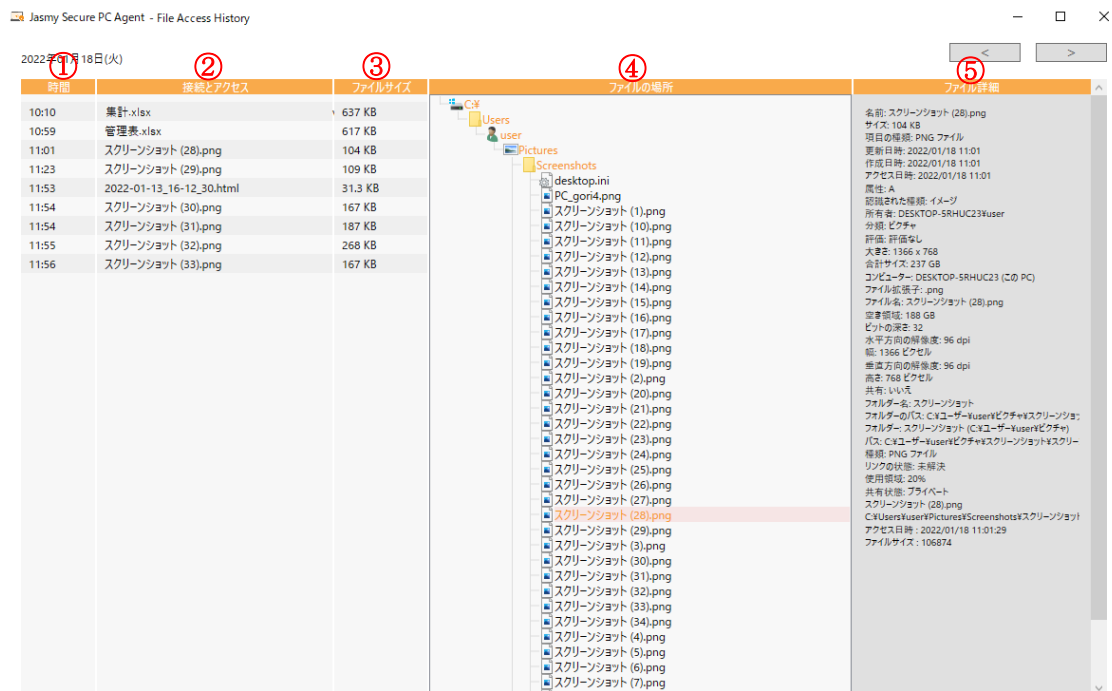 Jasmy Secure PC Agent - File Access History
2022年01月18日(火)
< >
① ② ③ ④ ⑤
時間 接続とアクセス ファイルサイズ ファイルの場所 ファイル詳細
10:10 集計.xlsx 637 KB
10:59 管理表.xlsx 617 KB
11:01 スクリーンショット (28).png 104 KB
11:23 スクリーンショット (29).png 109 KB
11:53 2022-01-13_16-12_30.html 31.3 KB
11:54 スクリーンショット (30).png 167 KB
11:54 スクリーンショット (31).png 187 KB
11:55 スクリーンショット (32).png 268 KB
11:56 スクリーンショット (33).png 167 KB
C:¥
Users
user
Pictures
Screenshots
desktop.ini
PC_gori4.png
スクリーンショット (1).png
スクリーンショット (10).png
スクリーンショット (11).png
スクリーンショット (12).png
スクリーンショット (13).png
スクリーンショット (14).png
スクリーンショット (15).png
スクリーンショット (16).png
スクリーンショット (17).png
スクリーンショット (18).png
スクリーンショット (19).png
スクリーンショット (2).png
スクリーンショット (20).png
スクリーンショット (21).png
スクリーンショット (22).png
スクリーンショット (23).png
スクリーンショット (24).png
スクリーンショット (25).png
スクリーンショット (26).png
スクリーンショット (27).png
スクリーンショット (28).png
スクリーンショット (29).png
スクリーンショット (3).png
スクリーンショット (30).png
スクリーンショット (31).png
スクリーンショット (32).png
スクリーンショット (33).png
スクリーンショット (34).png
スクリーンショット (4).png
スクリーンショット (5).png
スクリーンショット (6).png
スクリーンショット (7).png
名前: スクリーンショット (28).png
サイズ: 104 KB
項目の種類: PNG ファイル
更新日時: 2022/01/18 11:01
作成日時: 2022/01/18 11:01
アクセス日時: 2022/01/18 11:01
属性: A
認識された種類: イメージ
所有者: DESKTOP-5RHUC23¥user
分類: ピクチャ
評価: 評価なし
大きさ: 1366 x 768
合計サイズ: 237 GB
コンピューター: DESKTOP-5RHUC23 (この PC)
ファイル拡張子: .png
ファイル名: スクリーンショット (28).png
空き領域: 188 GB
ビットの深さ: 32
水平方向の解像度: 96 dpi
幅: 1366 ピクセル
垂直方向の解像度: 96 dpi
高さ: 768 ピクセル
共有: いいえ
フォルダー名: スクリーンショット
フォルダーのパス: C:¥ユーザー¥user¥ピクチャ¥スクリーンショ
フォルダー: スクリーンショット (C:¥ユーザー¥user¥ピクチャ)
パス: C:¥ユーザー¥user¥ピクチャ¥スクリーンショット¥スクリー
種類: PNG ファイル
リンクの状態: 未解決
使用領域: 20%
共有状態: プライベート
スクリーンショット (28).png
C:¥Users¥user¥Pictures¥Screenshots¥スクリーンショッ
アクセス日時 : 2022/01/18 11:01:29
ファイルサイズ : 106874